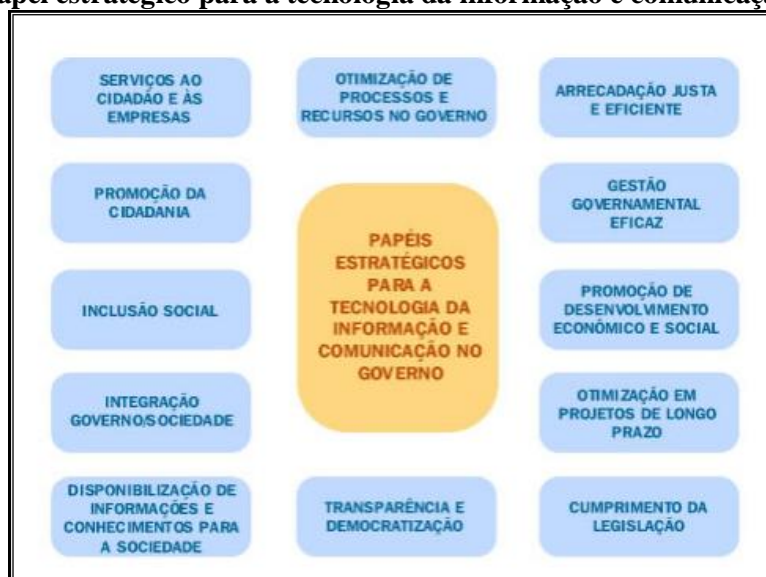 estratégico para a tecnologia da informação e
SERVIÇOS AO
CIDADÃO E ÀS
EMPRESAS
OTIMIZAÇÃO DE
PROCESSOS E
RECURSOS NO GOVERNO
ARRECADAÇÃO JUSTA
E EFICIENTE
PROMOÇÃO DA
CIDADANIA
GESTÃO
GOVERNAMENTAL
EFICAZ
PAPÉIS
ESTRATÉGICOS
PARA A
TECNOLOGIA DA
INFORMAÇÃO E
COMUNICAÇÃO NO
GOVERNO
INCLUSÃO SOCIAL
PROMOÇÃO DE
DESENVOLVIMENTO
ECONÔMICO E SOCIAL
INTEGRAÇÃO
GOVERNO/SOCIEDADE
OTIMIZAÇÃO EM
PROJETOS DE LONGO
PRAZO
DISPONIBILIZAÇÃO DE
INFORMAÇÕES E
CONHECIMENTOS PARA
A SOCIEDADE
TRANSPARÊNCIA E
DEMOCRATIZAÇÃO
CUMPRIMENTO DA
LEGISLAÇÃO